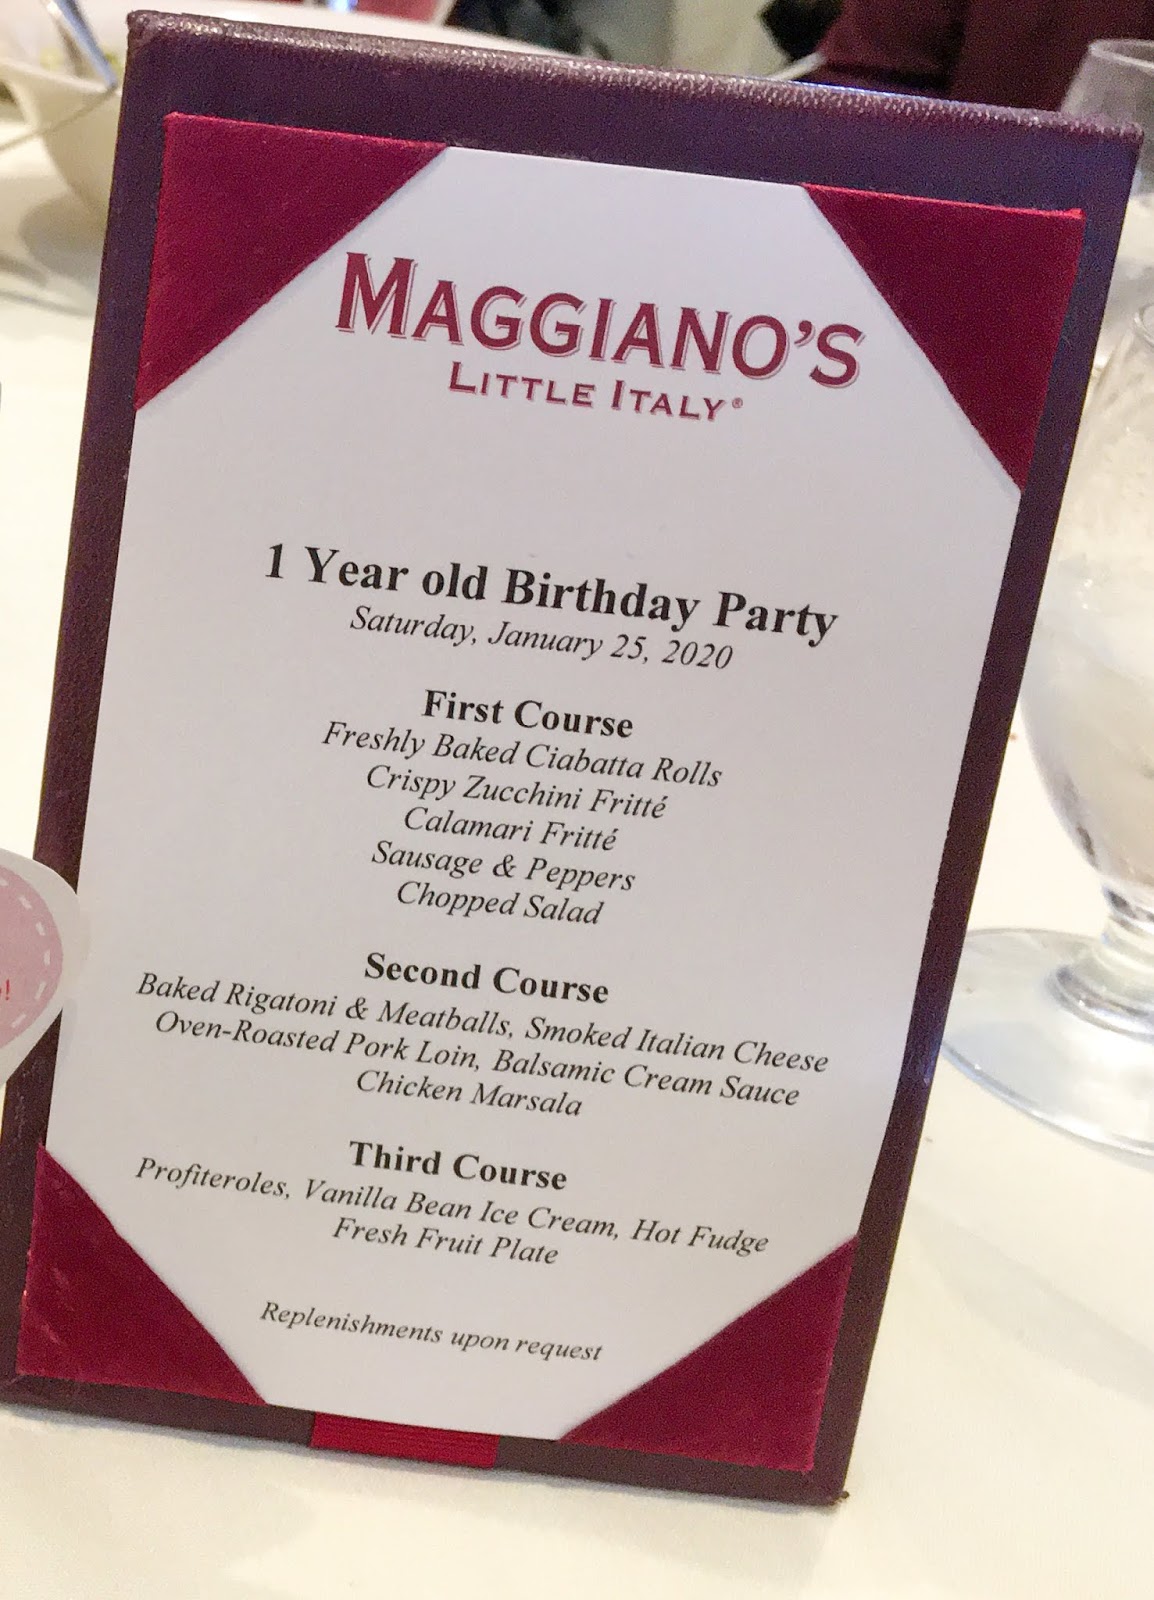 MAGGIANO'S
LITTLE ITALY®
1 Year old Birthday Party
Saturday, January 25, 2020
First Course
Freshly Baked Ciabatta Rolls
Crispy Zucchini Fritté
Calamari Fritté
Sausage & Peppers
Chopped Salad
Second Course
Baked Rigatoni & Meatballs, Smoked Italian Cheese
Oven-Roasted Pork Loin, Balsamic Cream Sauce
Chicken Marsala
Third Course
Profiteroles, Vanilla Bean Ice Cream, Hot Fudge
Fresh Fruit Plate
Replenishments upon request